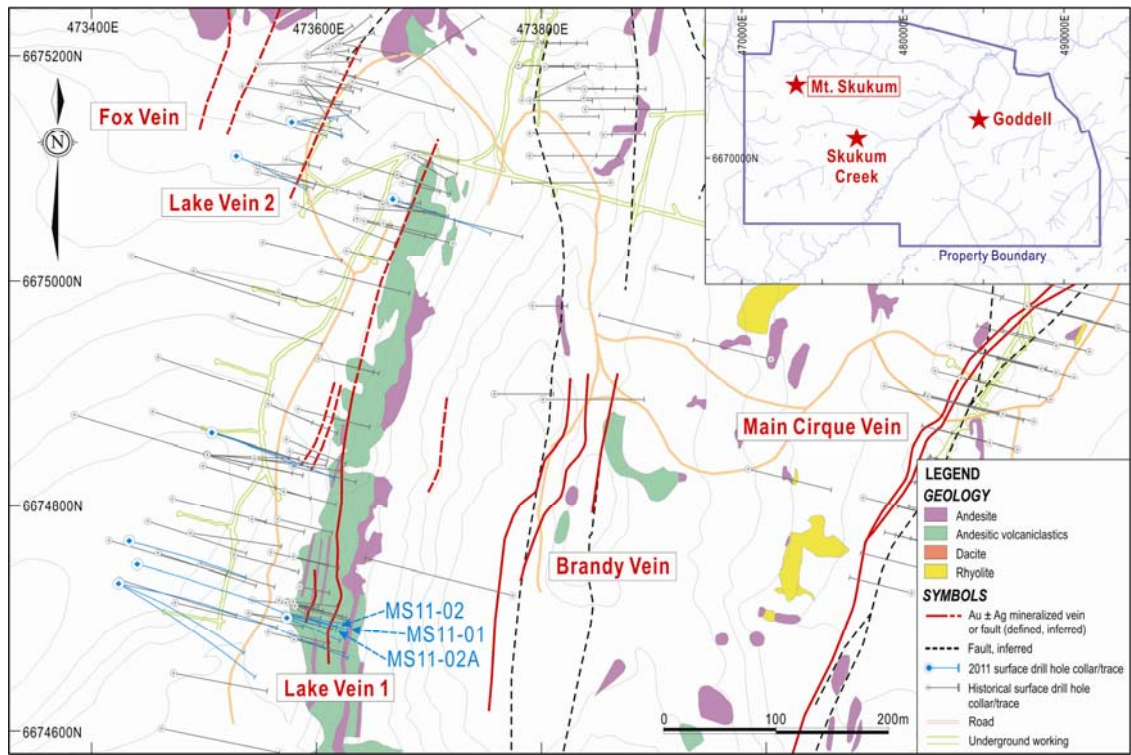 473400E
473600E
473800E
6675200N
6675000N
6674800N
6674600N
N
Fox Vein
Lake Vein 2
Lake Vein 1
Brandy Vein
Main Cirque Vein
MS11-02
MS11-01
MS11-02A
0 100 200m
470000E
480000E
490000E
6670000N
Mt. Skukum
Skukum
Creek
Goddell
Property Boundary
LEGEND
GEOLOGY
Andesite
Andesitic volcaniclastics
Dacite
Rhyolite
SYMBOLS
Au ± Ag mineralized vein
or fault (defined, inferred)
Fault, inferred
2011 surface drill hole collar/trace
Historical surface drill hole
collar/trace
Road
Underground working